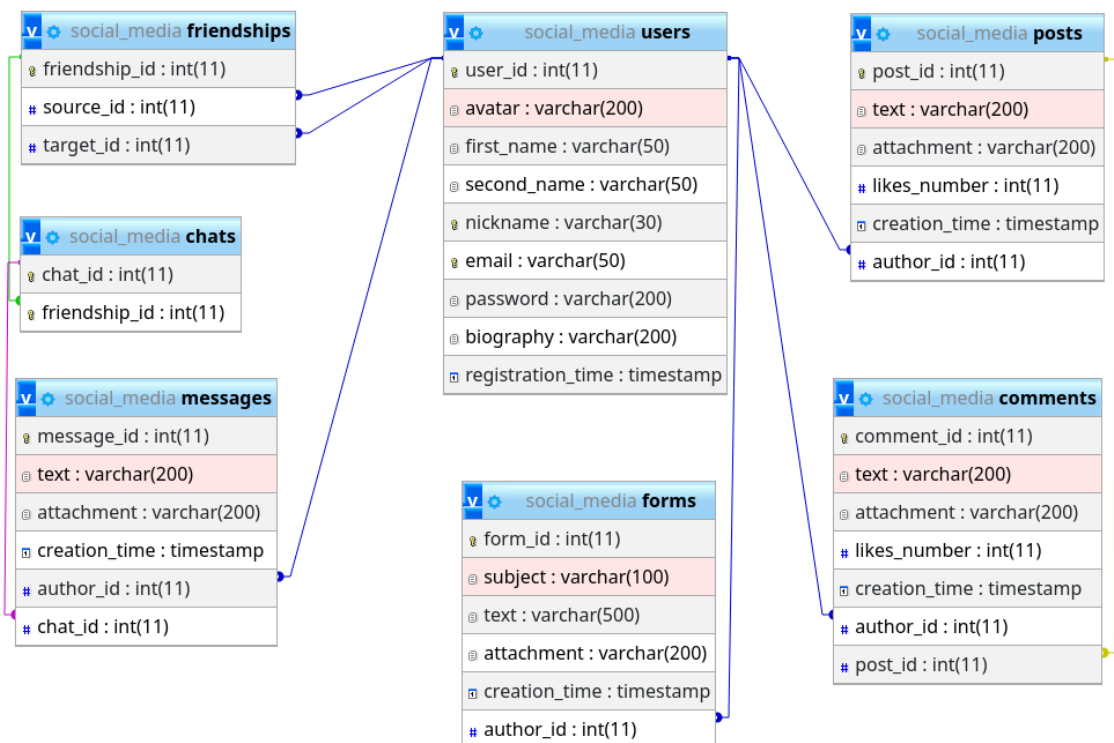 v social_media friendships
friendship_id : int(11)
# source_id : int(11)
# target_id : int(11)
v social_media chats
chat_id : int(11)
friendship_id : int(11)
v social_media messages
message_id : int(11)
text : varchar(200)
attachment : varchar(200)
creation_time : timestamp
# author_id : int(11)
# chat_id : int(11)
v social_media users
user_id : int(11)
avatar : varchar(200)
first_name : varchar(50)
second_name : varchar(50)
nickname : varchar(30)
email : varchar(50)
password : varchar(200)
biography : varchar(200)
registration_time : timestamp
v social_media forms
form_id : int(11)
subject : varchar(100)
text : varchar(500)
attachment : varchar(200)
creation_time : timestamp
# author_id : int(11)
v social_media posts
post_id : int(11)
text : varchar(200)
attachment : varchar(200)
# likes_number : int(11)
creation_time : timestamp
# author_id : int(11)
v social_media comments
comment_id : int(11)
text : varchar(200)
attachment : varchar(200)
# likes_number : int(11)
creation_time : timestamp
# author_id : int(11)
# post_id : int(11)